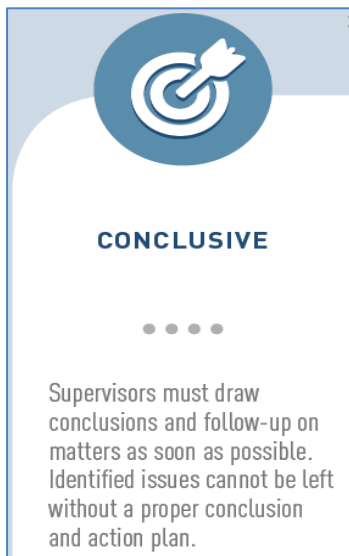 CONCLUSIVE
Supervisors must draw
conclusions and follow-up on
matters as soon as possible.
Identified issues cannot be left
without a proper conclusion
and action plan.